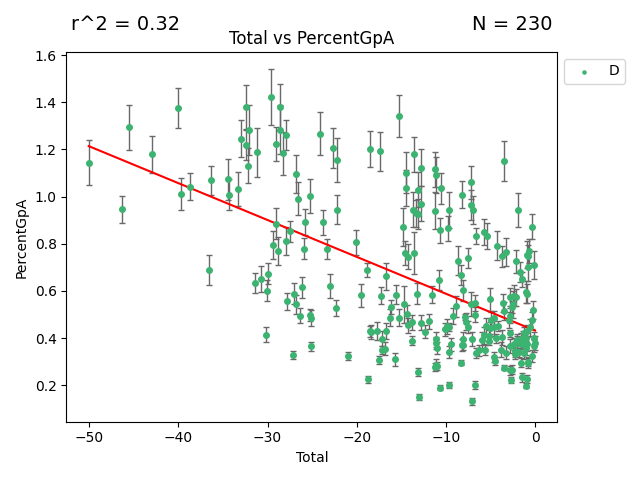 r^2 = 0.32 N = 230
Total vs PercentGpA
1.6
1.4
1.2
1.0
0.8
0.6
0.4
0.2
PercentGpA
−50 −40 −30 −20 −10 0
Total
D